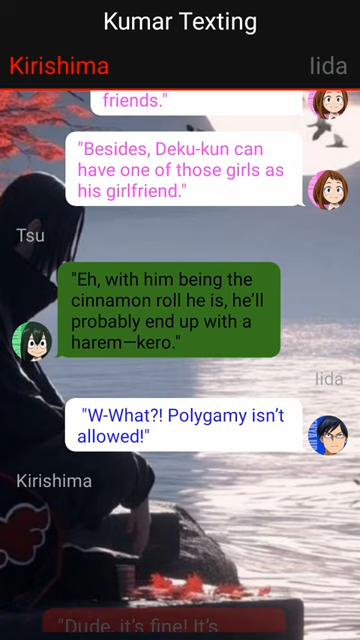 Kumar Texting
Kirishima Iida
friends."
"Besides, Deku-kun can
have one of those girls as
his girlfriend."
Tsu
"Eh, with him being the
cinnamon roll he is, he’ll
probably end up with a
harem—kero."
Iida
"W-What?! Polygamy isn’t
allowed!"
Kirishima
"Dude, it’s fine! It’s